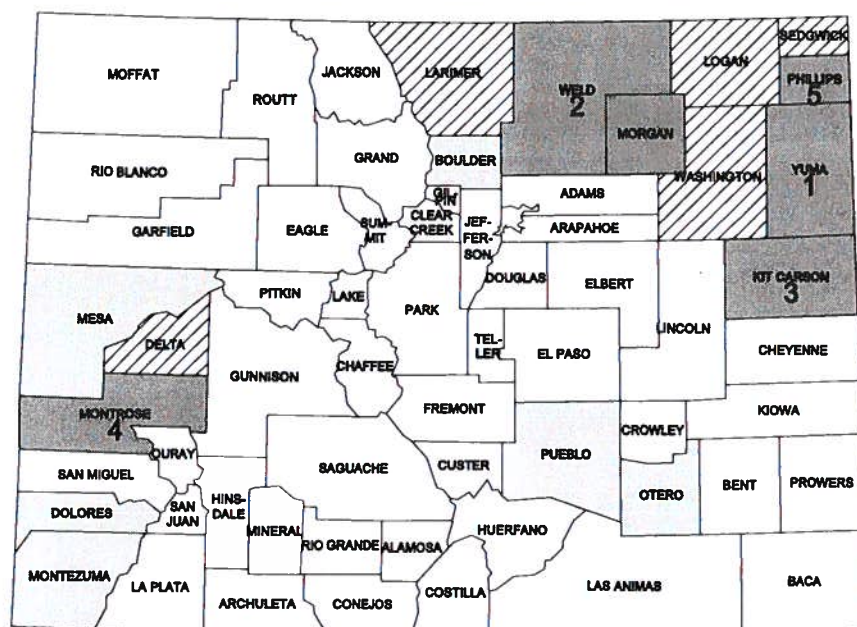 MOFFAT
ROUTT
JACKSON
LARIMER
WELD
2
LOGAN
SEDGWICK
PHILLIPS
5
MORGAN
RIO BLANCO
GRAND
BOULDER
WASHINGTON
YUMA
1
GIL-
PIN
CLEAR
CREEK
ADAMS
ARAPAHOE
GARFIELD
EAGLE
SUM-
MIT
JEF-
FER-
SON
DOUGLAS
ELBERT
KIT CARSON
3
PITKIN
LAKE
PARK
LINCOLN
MESA
DELTA
TEL-
LER
EL PASO
CHEYENNE
GUNNISON
CHAFFEE
FREMONT
KIOWA
MONTROSE
4
CROWLEY
OURAY
SAGUACHE
CUSTER
PUEBLO
SAN MIGUEL
OTERO
BENT
PROWERS
DOLORES
SAN
JUAN
HINS-
DALE
MINERAL
RIO GRANDE
ALAMOSA
HUERFANO
MONTEZUMA
LA PLATA
ARCHULETA
CONEJOS
COSTILLA
LAS ANIMAS
BACA